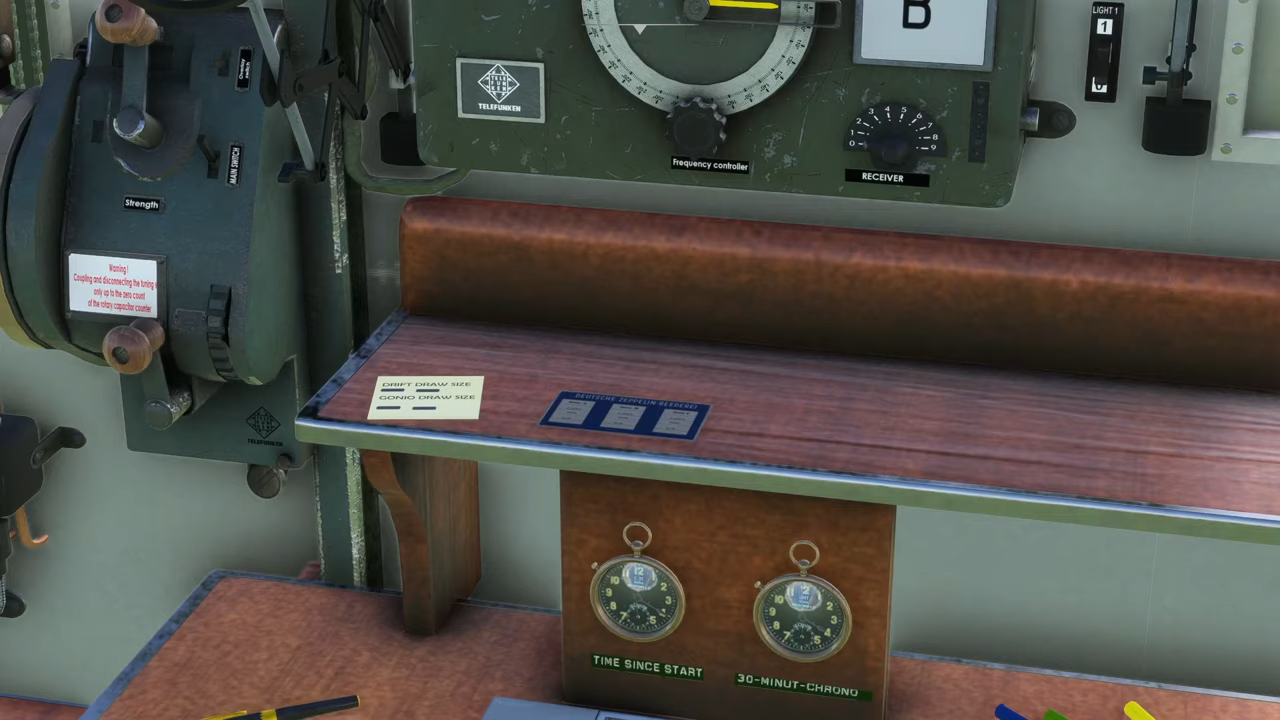 LIGHT 1
1
B
TELEFUNKEN
Frequency controller
RECEIVER
MAIN SWITCH
Strength
Warning!
Coupling and disconnecting the tuning
only up to the zero count
of the rotary capacitor counter
TELEFUNKEN
DRIFT DRAW SIZE
GONIO DRAW SIZE
DEUTSCHE ZEPPELIN REEDEREI
TIME SINCE START
30-MINUT-CHRONO